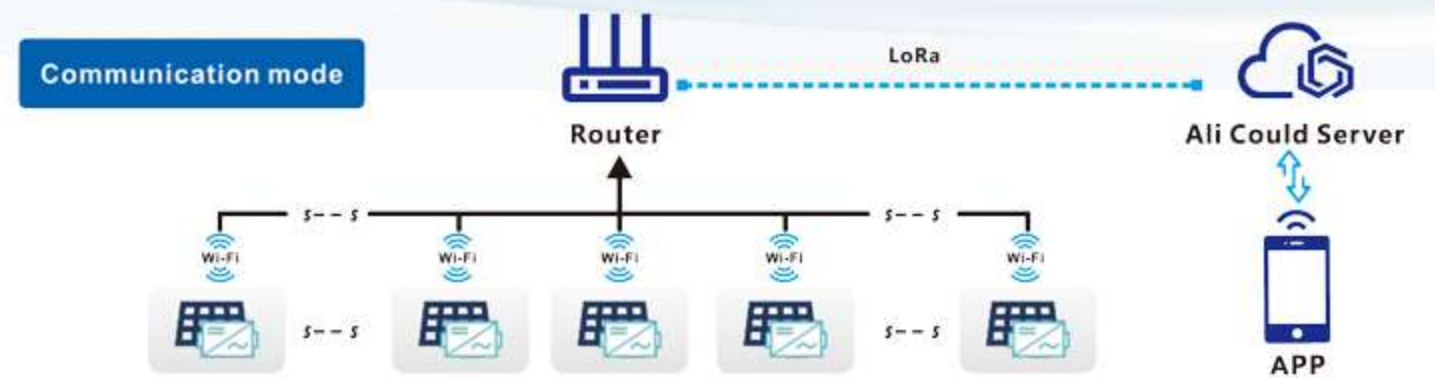 Communication mode
LoRa
Router
Ali Could Server
Wi-Fi
Wi-Fi
Wi-Fi
Wi-Fi
Wi-Fi
APP